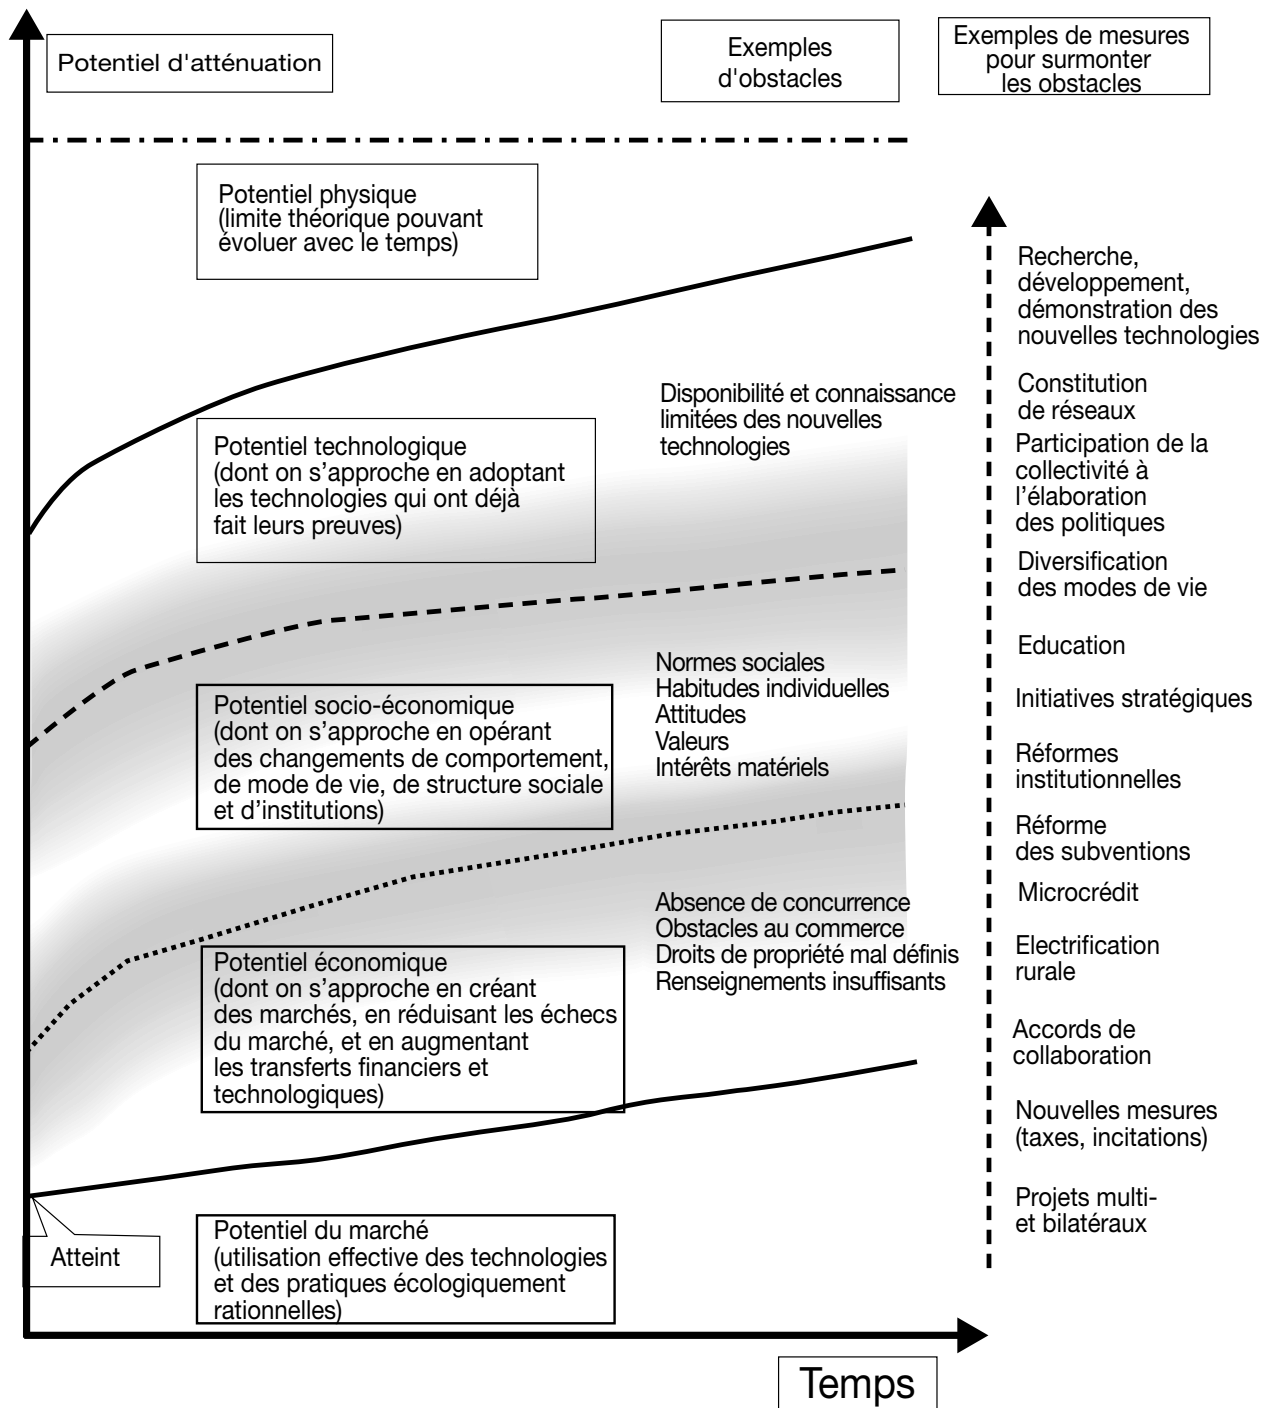 Potentiel d'atténuation
Exemples
d'obstacles
Exemples de mesures
pour surmonter
les obstacles
Potentiel physique
(limite théorique pouvant
évoluer avec le temps)
Potentiel technologique
(dont on s’approche en adoptant
les technologies qui ont déjà
fait leurs preuves)
Potentiel socio-économique
(dont on s’approche en opérant
des changements de comportement,
de mode de vie, de structure sociale
et d’institutions)
Potentiel économique
(dont on s’approche en créant
des marchés, en réduisant les échecs
du marché, et en augmentant
les transferts financiers et
technologiques)
Potentiel du marché
(utilisation effective des technologies
et des pratiques écologiquement
rationnelles)
Atteint
Disponibilité et connaissance
limitées des nouvelles
technologies
Normes sociales
Habitudes individuelles
Attitudes
Valeurs
Intérêts matériels
Absence de concurrence
Obstacles au commerce
Droits de propriété mal définis
Renseignements insuffisants
Recherche,
développement,
démonstration des
nouvelles technologies
Constitution
de réseaux
Participation de la
collectivité à
l’élaboration
des politiques
Diversification
des modes de vie
Education
Initiatives stratégiques
Réformes
institutionnelles
Réforme
des subventions
Microcrédit
Electrification
rurale
Accords de
collaboration
Nouvelles mesures
(taxes, incitations)
Projets multi-
et bilatéraux
Temps